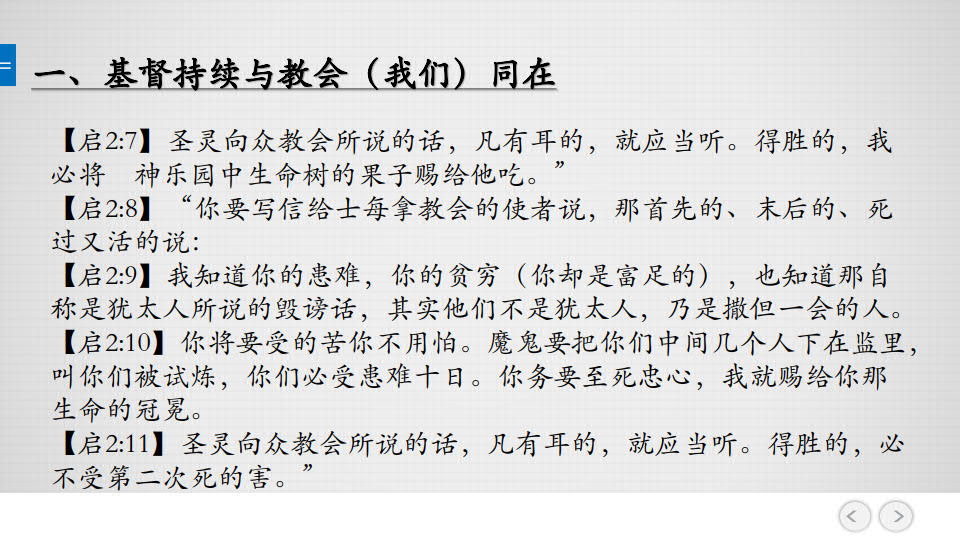 一、基督持续与教会（我们）同在
【启2:7】圣灵向众教会所说的话，凡有耳的，就应当听。得胜的，我
必将　神乐园中生命树的果子赐给他吃。”
【启2:8】“你要写信给士每拿教会的使者说，那首先的、末后的、死
过又活的说：
【启2:9】我知道你的患难，你的贫穷（你却是富足的），也知道那自
称是犹太人所说的毁谤话，其实他们不是犹太人，乃是撒但一会的人。
【启2:10】你将要受的苦你不用怕。魔鬼要把你们中间几个人下在监里，
叫你们被试炼，你们必受患难十日。你务要至死忠心，我就赐给你那
生命的冠冕。
【启2:11】圣灵向众教会所说的话，凡有耳的，就应当听。得胜的，必
不受第二次死的害。”